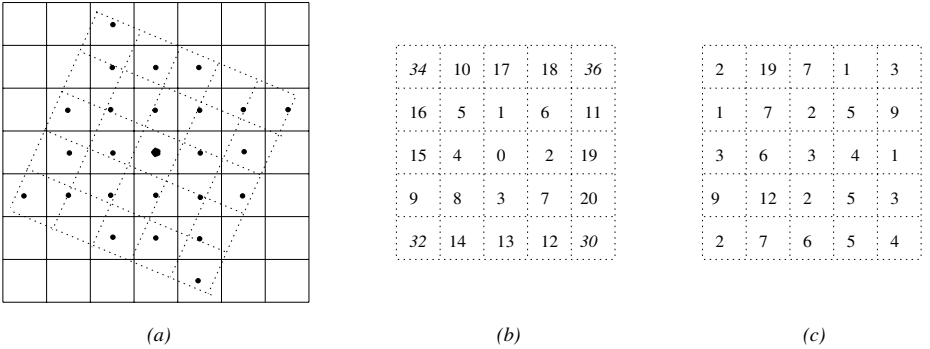 34 10 17 18 36
2 19 7 1 3
16 5 1 6 11
1 7 2 5 9
15 4 0 2 19
3 6 3 4 1
9 8 3 7 20
9 12 2 5 3
32 14 13 12 30
2 7 6 5 4
(a)
(b)
(c)